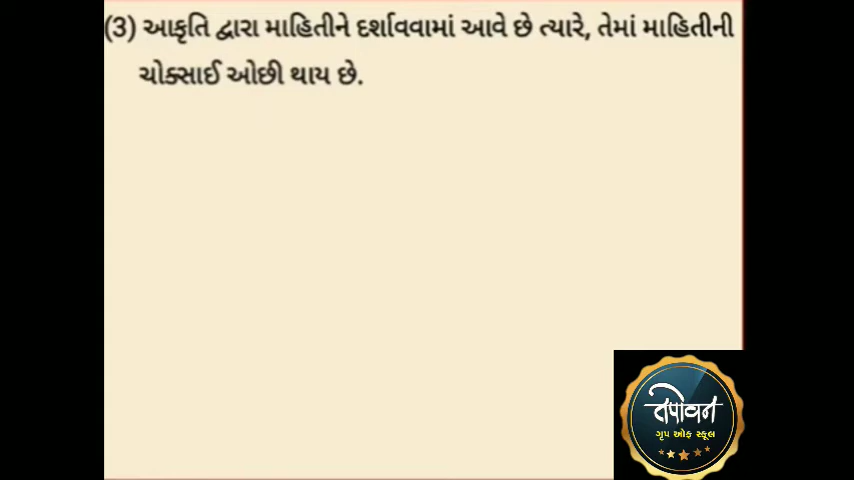 (3) આકૃતિ દ્વારા માહિતીને દર્શાવવામાં આવે છે ત્યારે, તેમાં માહિતીની
ચોક્સાઈ ઓછી થાય છે.
તપોવન
ગૃપ ઓફ સ્કૂલ